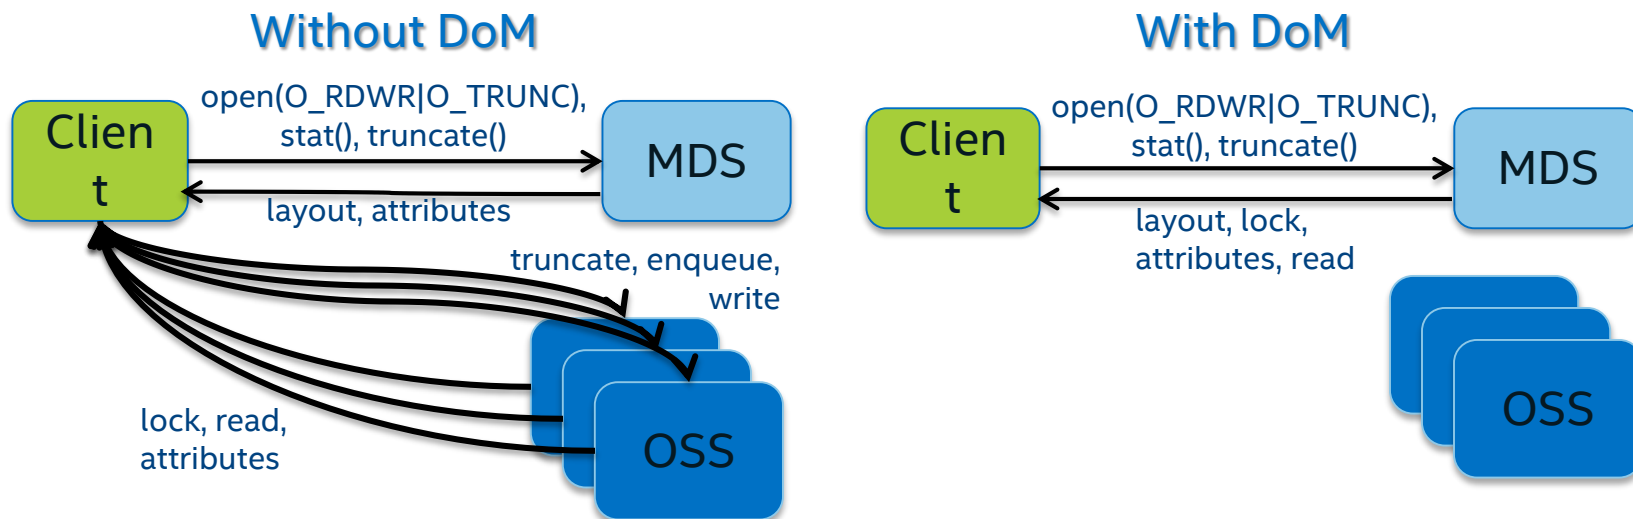 Without DoM
open(O_RDWR|O_TRUNC),
stat(), truncate()
Clien
t
MDS
layout, attributes
truncate, enqueue,
write
lock, read,
attributes
OSS
With DoM
open(O_RDWR|O_TRUNC),
stat(), truncate()
Clien
t
MDS
layout, lock,
attributes, read
OSS